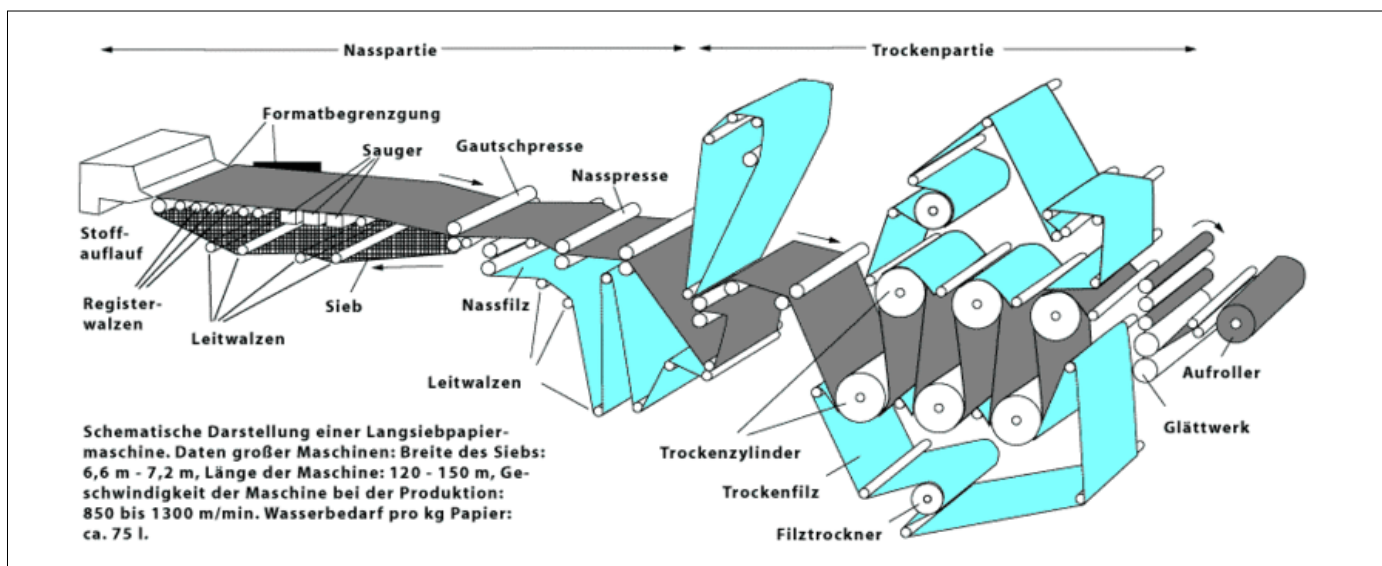 Nasspartie
Trockenpartie
Formatbegrenzgung
Sauger
Gautschpresse
Nasspresse
Stoff-
auflauf
Register-
walzen
Leitwalzen
Sieb
Nassfilz
Leitwalzen
Trockenzylinder
Trockenfilz
Filztrockner
Aufroller
Glättwerk
Schematische Darstellung einer Langsiebpapier-
maschine. Daten großer Maschinen: Breite des Siebs:
6,6 m - 7,2 m, Länge der Maschine: 120 - 150 m, Ge-
schwindigkeit der Maschine bei der Produktion:
850 bis 1300 m/min. Wasserbedarf pro kg Papier:
ca. 75 l.